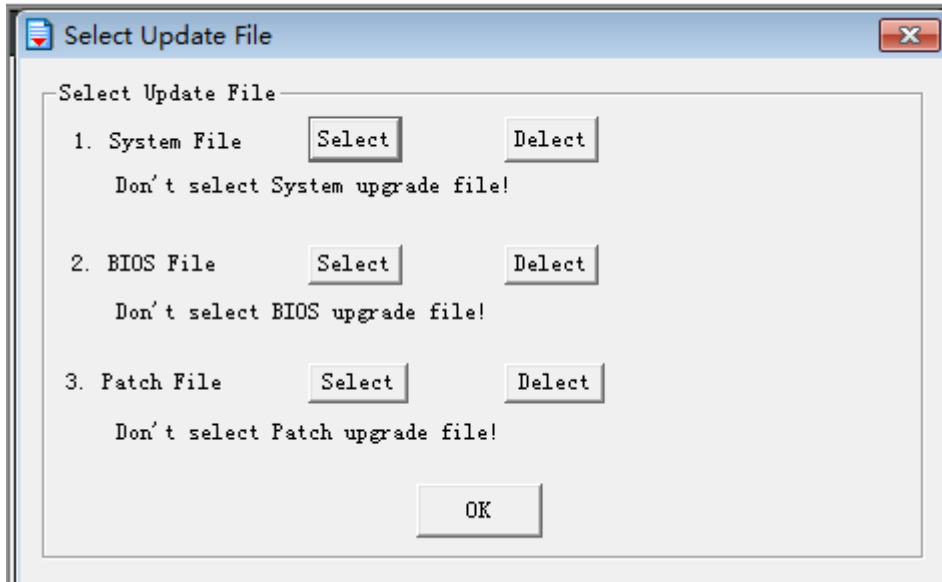 Select Update File
Select Update File
1. System File Select Delect
Don't select System upgrade file!
2. BIOS File Select Delect
Don't select BIOS upgrade file!
3. Patch File Select Delect
Don't select Patch upgrade file!
OK